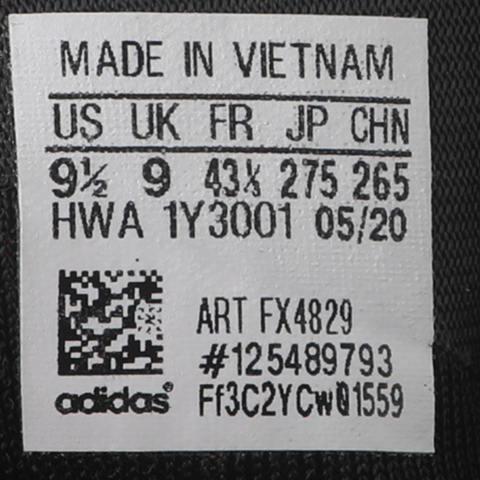 MADE IN VIETNAM
US UK FR JP CHN
9½ 9 43⅓ 275 265
HWA 1Y3001 05/20
ART FX4829
#125489793
adidas® Ff3C2YCwQ1559